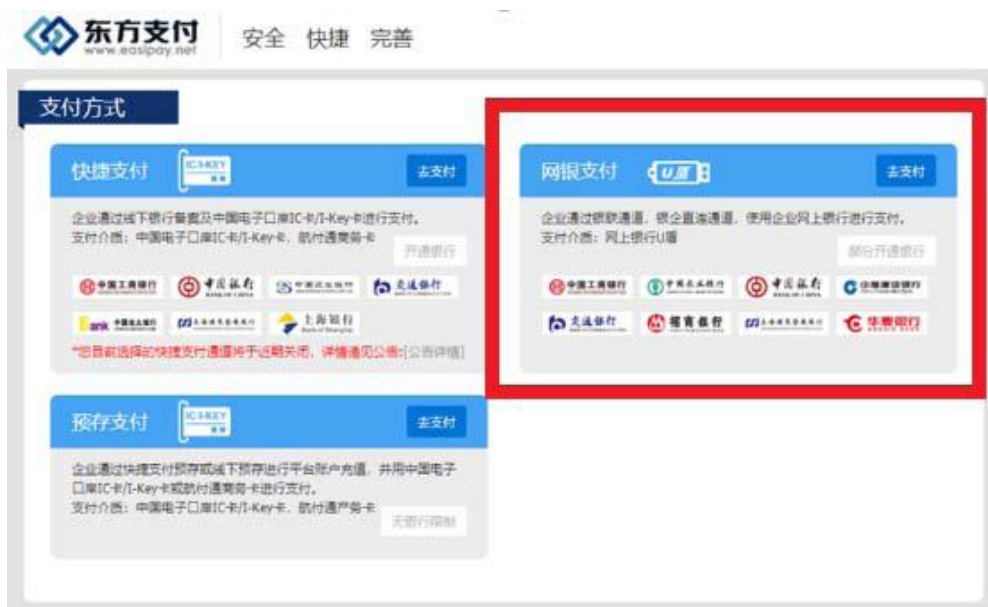 东方支付
www.easipay.net
安全 快捷 完善
支付方式
快捷支付
IC I-KEY
去支付
企业通过线下银行备案及中国电子口岸IC卡/I-Key卡进行支付。
支付介质：中国电子口岸IC卡/I-Key卡、航付通商务卡
开通银行
中国工商银行
中国银行
BANK OF CHINA
交通银行
Bank
上海银行
Bank of Shanghai
*您目前选择的快捷支付通道将于近期关闭，详情请见公告:[公告详情]
网银支付
U盾
去支付
企业通过银联通道、银企直连通道，使用企业网上银行进行支付。
支付介质：网上银行U盾
部分开通银行
中国工商银行
中国农业银行
中国银行
中国建设银行
交通银行
招商银行
华夏银行
预存支付
IC I-KEY
去支付
企业通过快捷支付预存或线下预存进行平台账户充值，并用中国电子
口岸IC卡/I-Key卡或航付通商务卡进行支付。
支付介质：中国电子口岸IC卡/I-Key卡、航付通产务卡
无银行限制